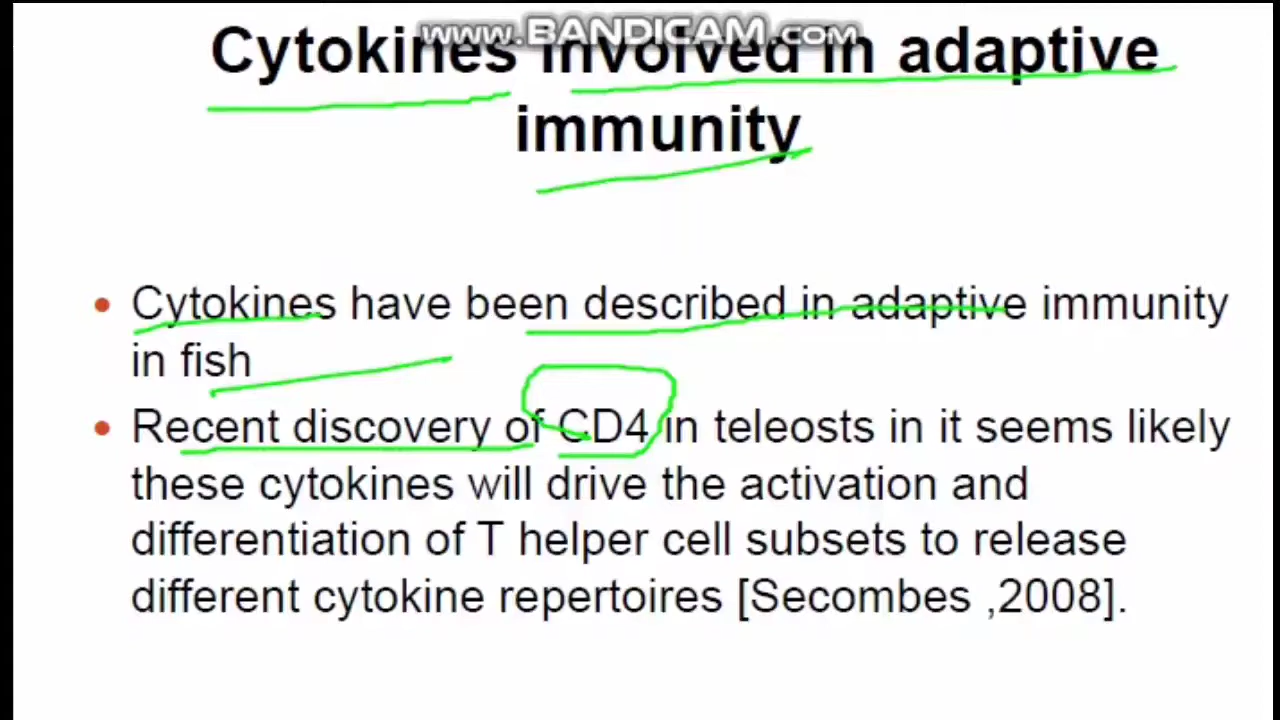 www.BANDICAM.com
Cytokines involved in adaptive
immunity
• Cytokines have been described in adaptive immunity
in fish
• Recent discovery of CD4 in teleosts in it seems likely
these cytokines will drive the activation and
differentiation of T helper cell subsets to release
different cytokine repertoires [Secombes ,2008].